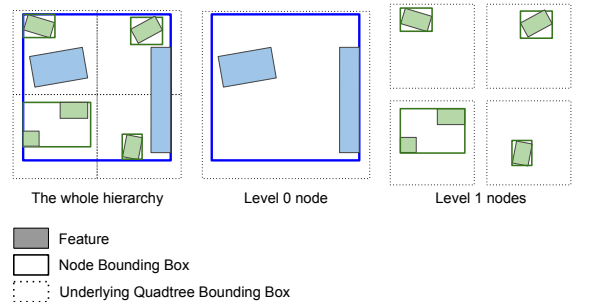 The whole hierarchy
Level 0 node
Level 1 nodes
Feature
Node Bounding Box
Underlying Quadtree Bounding Box